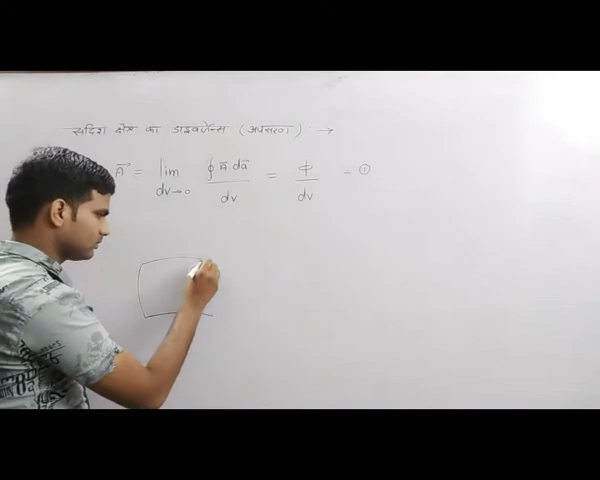 सदिश क्षेत्र का डाइवर्जेन्स (अपसरण) : →
A⃗ = lim dv→0 ∮ A⃗·da⃗ / dv = ϕ / dv – ①